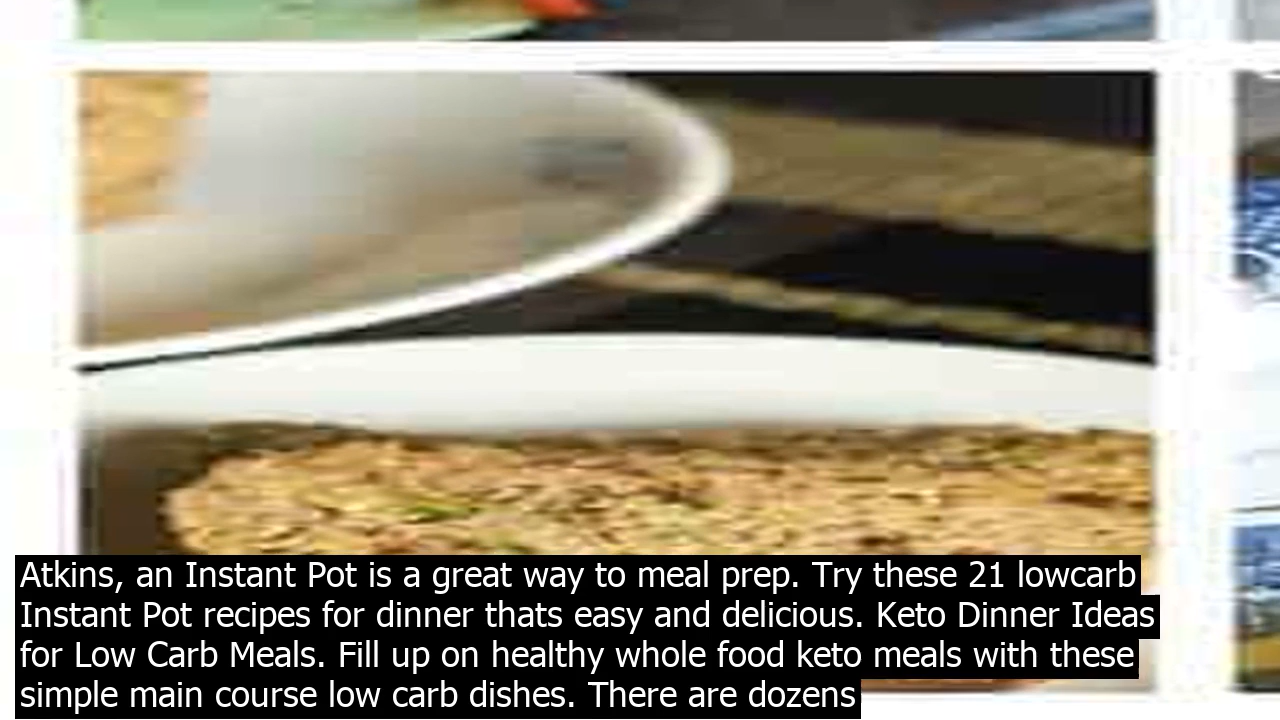 Atkins, an Instant Pot is a great way to meal prep. Try these 21 lowcarb
Instant Pot recipes for dinner thats easy and delicious. Keto Dinner Ideas
for Low Carb Meals. Fill up on healthy whole food keto meals with these
simple main course low carb dishes. There are dozens